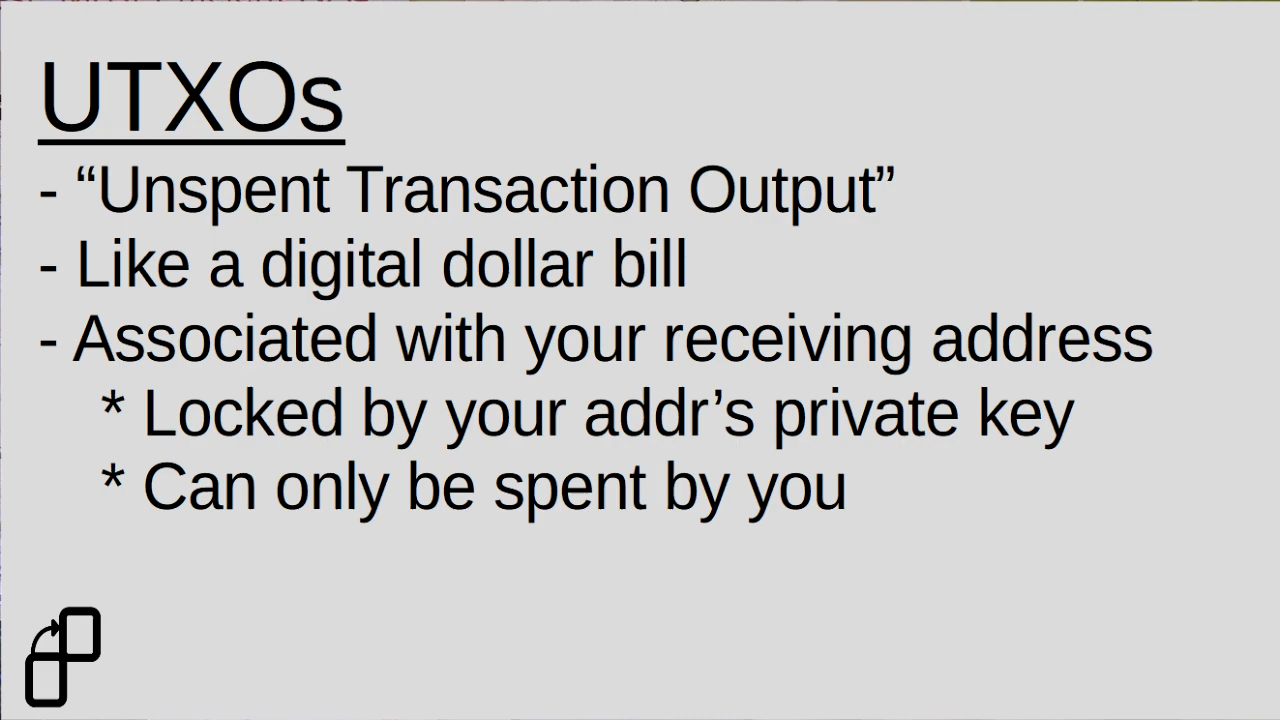 UTXOs
- “Unspent Transaction Output”
- Like a digital dollar bill
- Associated with your receiving address
* Locked by your addr’s private key
* Can only be spent by you